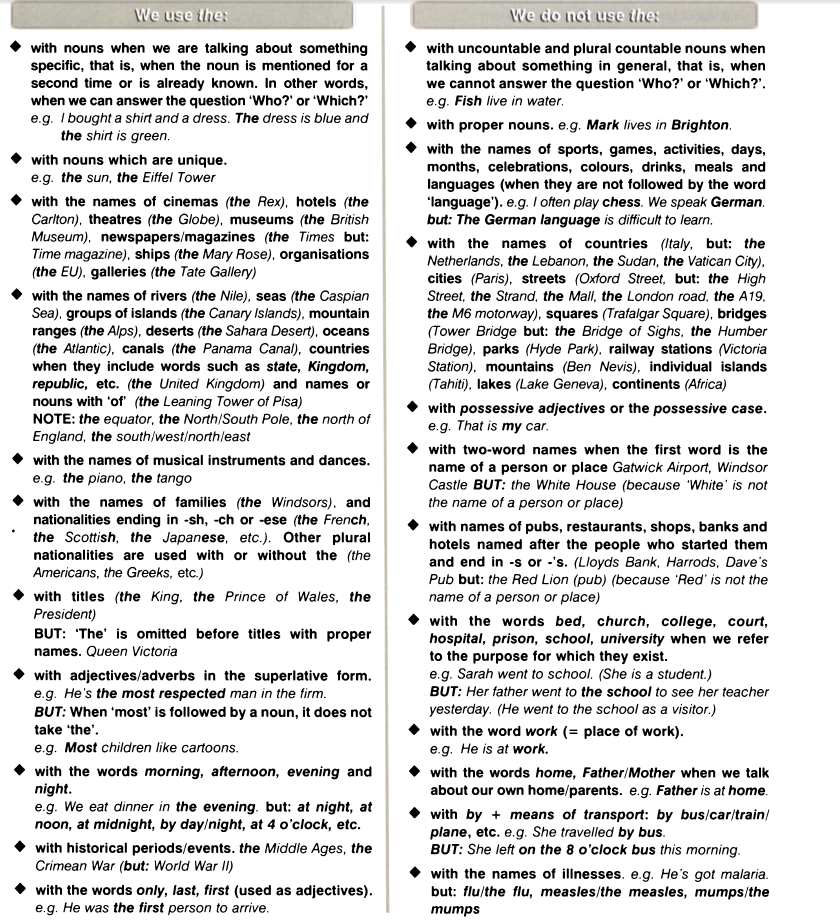 We use the:
◆ with nouns when we are talking about something
specific, that is, when the noun is mentioned for a
second time or is already known. In other words,
when we can answer the question 'Who?' or 'Which?'
e.g. I bought a shirt and a dress. The dress is blue and
the shirt is green.
◆ with nouns which are unique.
e.g. the sun, the Eiffel Tower
◆ with the names of cinemas (the Rex), hotels (the
Carlton), theatres (the Globe), museums (the British
Museum), newspapers/magazines (the Times but:
Time magazine), ships (the Mary Rose), organisations
(the EU), galleries (the Tate Gallery)
◆ with the names of rivers (the Nile), seas (the Caspian
Sea), groups of islands (the Canary Islands), mountain
ranges (the Alps), deserts (the Sahara Desert), oceans
(the Atlantic), canals (the Panama Canal), countries
when they include words such as state, Kingdom,
republic, etc. (the United Kingdom) and names or
nouns with 'of' (the Leaning Tower of Pisa)
NOTE: the equator, the North/South Pole, the north of
England, the south/west/north/east
◆ with the names of musical instruments and dances.
e.g. the piano, the tango
◆ with the names of families (the Windsors), and
nationalities ending in -sh, -ch or -ese (the French,
the Scottish, the Japanese, etc.). Other plural
nationalities are used with or without the (the
Americans, the Greeks, etc.)
◆ with titles (the King, the Prince of Wales, the
President)
BUT: 'The' is omitted before titles with proper
names. Queen Victoria
◆ with adjectives/adverbs in the superlative form.
e.g. He's the most respected man in the firm.
BUT: When 'most' is followed by a noun, it does not
take 'the'.
e.g. Most children like cartoons.
◆ with the words morning, afternoon, evening and
night.
e.g. We eat dinner in the evening. but: at night, at
noon, at midnight, by day/night, at 4 o'clock, etc.
◆ with historical periods/events. the Middle Ages, the
Crimean War (but: World War II)
◆ with the words only, last, first (used as adjectives).
e.g. He was the first person to arrive.
We do not use the:
◆ with uncountable and plural countable nouns when
talking about something in general, that is, when
we cannot answer the question 'Who?' or 'Which?'.
e.g. Fish live in water.
◆ with proper nouns. e.g. Mark lives in Brighton.
◆ with the names of sports, games, activities, days,
months, celebrations, colours, drinks, meals and
languages (when they are not followed by the word
'language'). e.g. I often play chess. We speak German.
but: The German language is difficult to learn.
◆ with the names of countries (Italy, but: the
Netherlands, the Lebanon, the Sudan, the Vatican City),
cities (Paris), streets (Oxford Street, but: the High
Street, the Strand, the Mall, the London road, the A19,
the M6 motorway), squares (Trafalgar Square), bridges
(Tower Bridge but: the Bridge of Sighs, the Humber
Bridge), parks (Hyde Park), railway stations (Victoria
Station), mountains (Ben Nevis), individual islands
(Tahiti), lakes (Lake Geneva), continents (Africa)
◆ with possessive adjectives or the possessive case.
e.g. That is my car.
◆ with two-word names when the first word is the
name of a person or place Gatwick Airport, Windsor
Castle BUT: the White House (because 'White' is not
the name of a person or place)
◆ with names of pubs, restaurants, shops, banks and
hotels named after the people who started them
and end in -s or -'s. (Lloyds Bank, Harrods, Dave's
Pub but: the Red Lion (pub) (because 'Red' is not the
name of a person or place)
◆ with the words bed, church, college, court,
hospital, prison, school, university when we refer
to the purpose for which they exist.
e.g. Sarah went to school. (She is a student.)
BUT: Her father went to the school to see her teacher
yesterday. (He went to the school as a visitor.)
◆ with the word work (= place of work).
e.g. He is at work.
◆ with the words home, Father/Mother when we talk
about our own home/parents. e.g. Father is at home.
◆ with by + means of transport: by bus/car/train/
plane, etc. e.g. She travelled by bus.
BUT: She left on the 8 o'clock bus this morning.
◆ with the names of illnesses. e.g. He's got malaria.
but: flu/the flu, measles/the measles, mumps/the
mumps